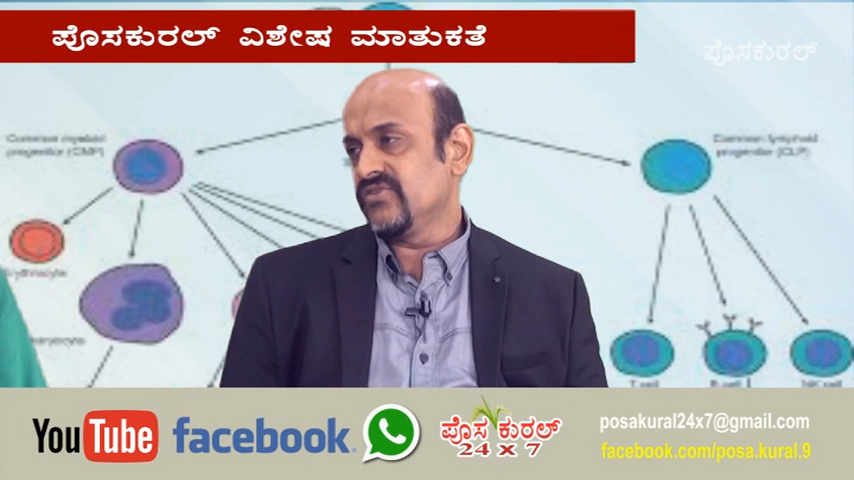 ಪೊಸಕುರಲ್ ವಿಶೇಷ ಮಾತುಕತೆ
ಪೊಸಕುರಲ್
Common myeloid
progenitor (CMP)
Common lymphoid
progenitor (CLP)
Erythrocyte
T cell
B cell
NK cell
YouTube facebook ಪೊಸ ಕುರಲ್
24 x 7
posakural24x7@gmail.com
facebook.com/posa.kural.9